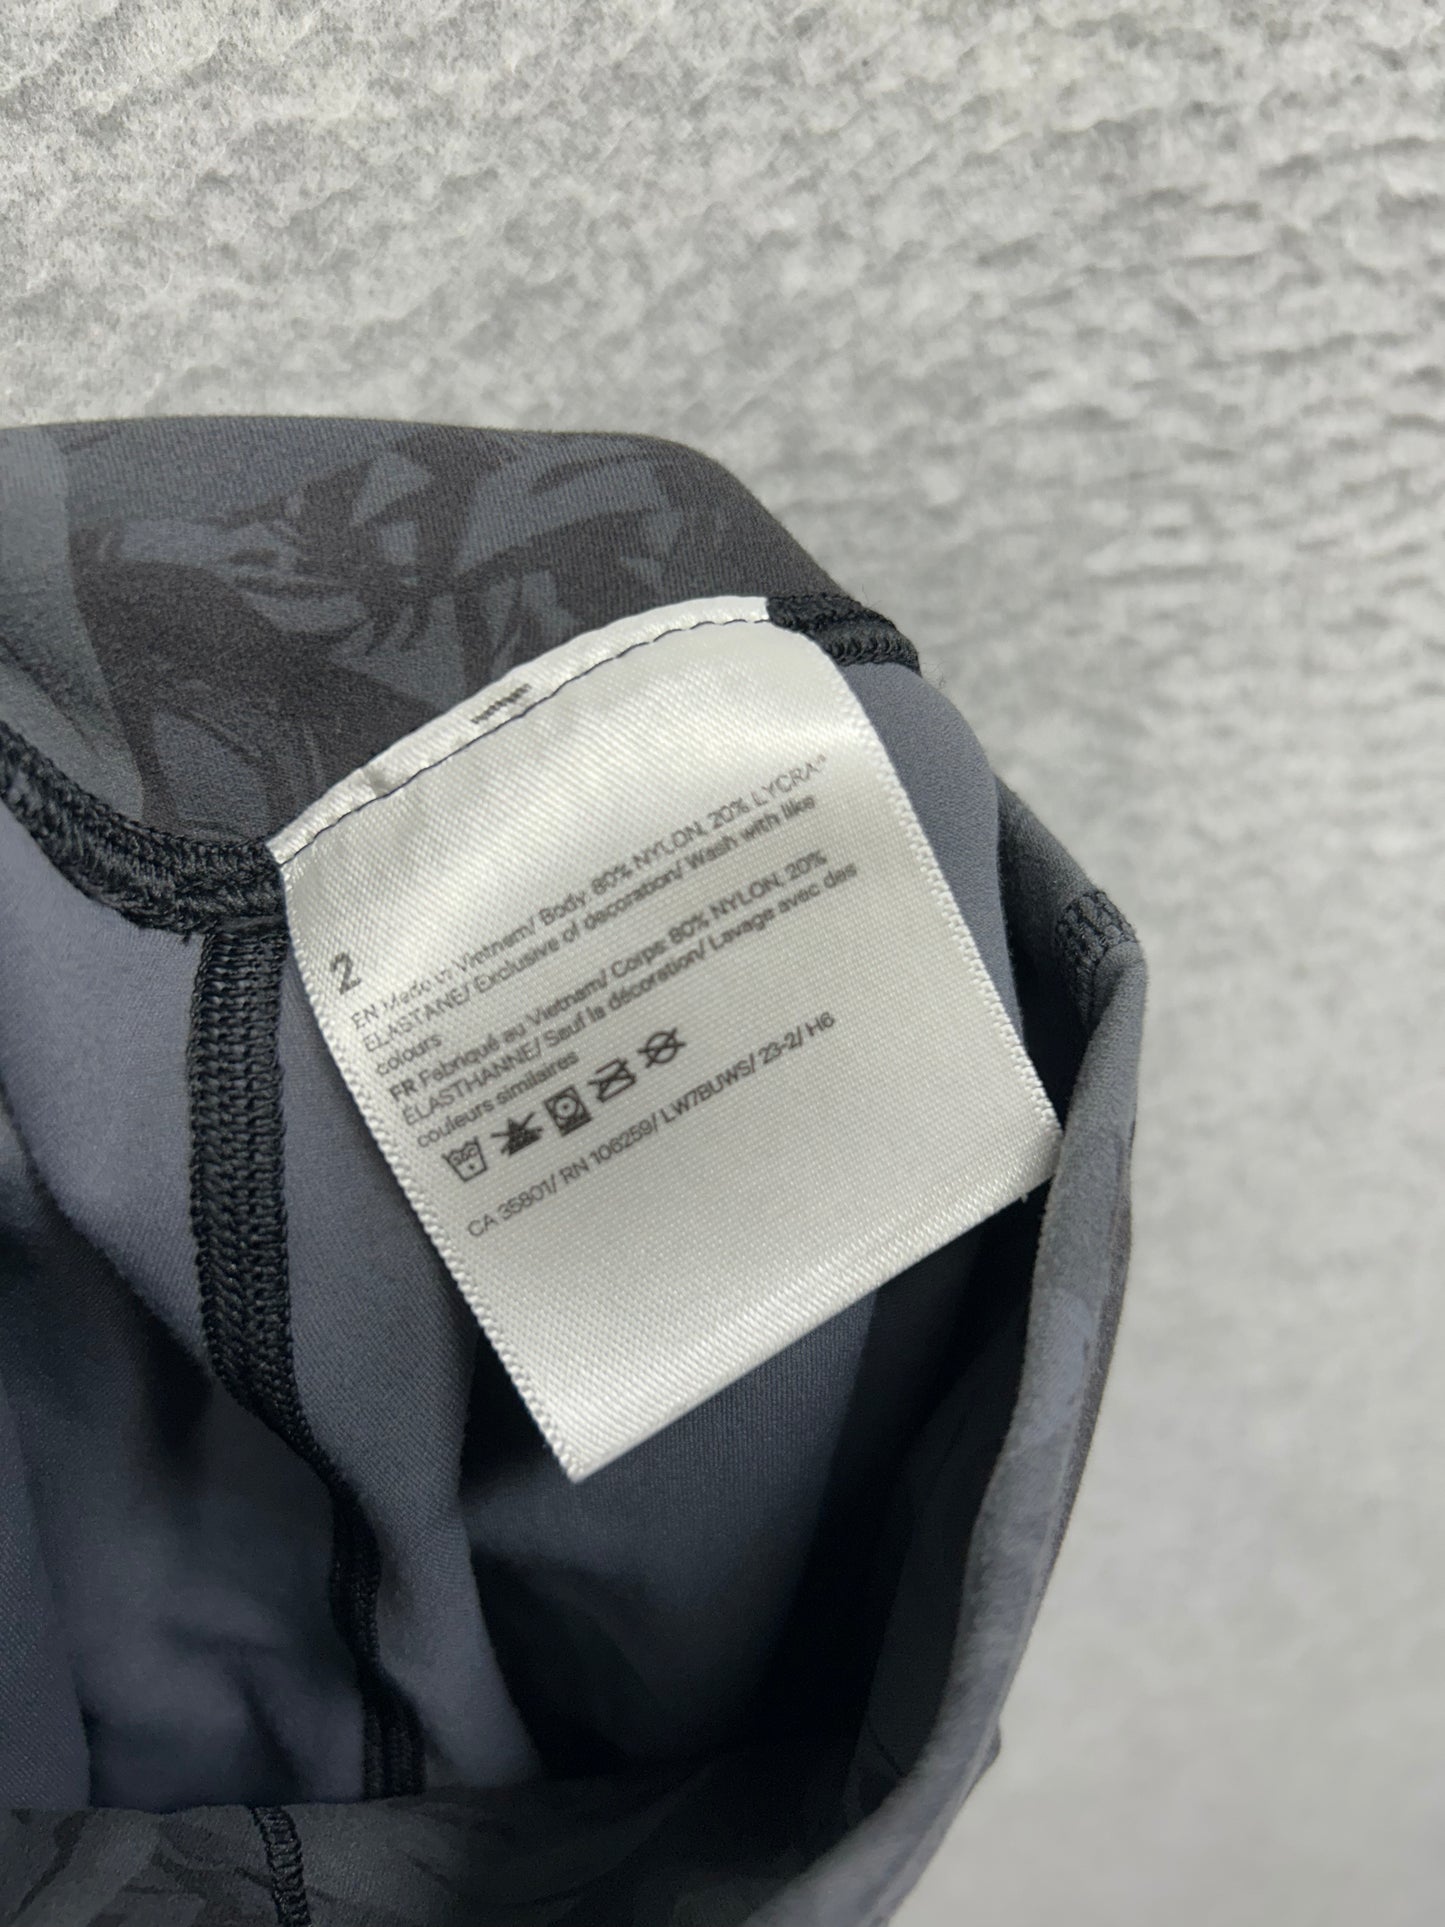 2
EN Made in Vietnam/ Body: 80% NYLON, 20% LYCRA®
ELASTANE/ Exclusive of decoration/ Wash with like
colours
FR Fabriqué au Vietnam/ Corps: 80% NYLON, 20%
ÉLASTHANNE/ Sauf la décoration/ Lavage avec des
couleurs similaires
CA 35801/ RN 106259/ LW7BUWS/ 23-2/ H6